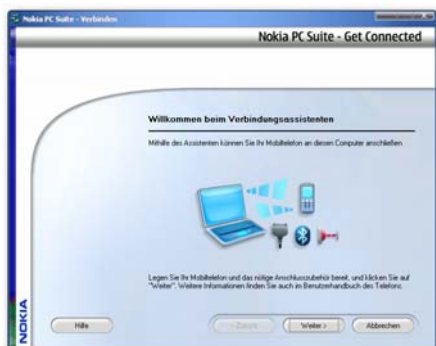 Nokia PC Suite - Verbinden
Nokia PC Suite - Get Connected
Willkommen beim Verbindungsassistenten
Mithilfe des Assistenten können Sie Ihr Mobiltelefon an diesen Computer anschließen.
Legen Sie Ihr Mobiltelefon und das nötige Anschlusszubehör bereit, und klicken Sie auf
"Weiter". Weitere Informationen finden Sie auch im Benutzerhandbuch des Telefons.
NOKIA
Hilfe
< Zurück
Weiter >
Abbrechen